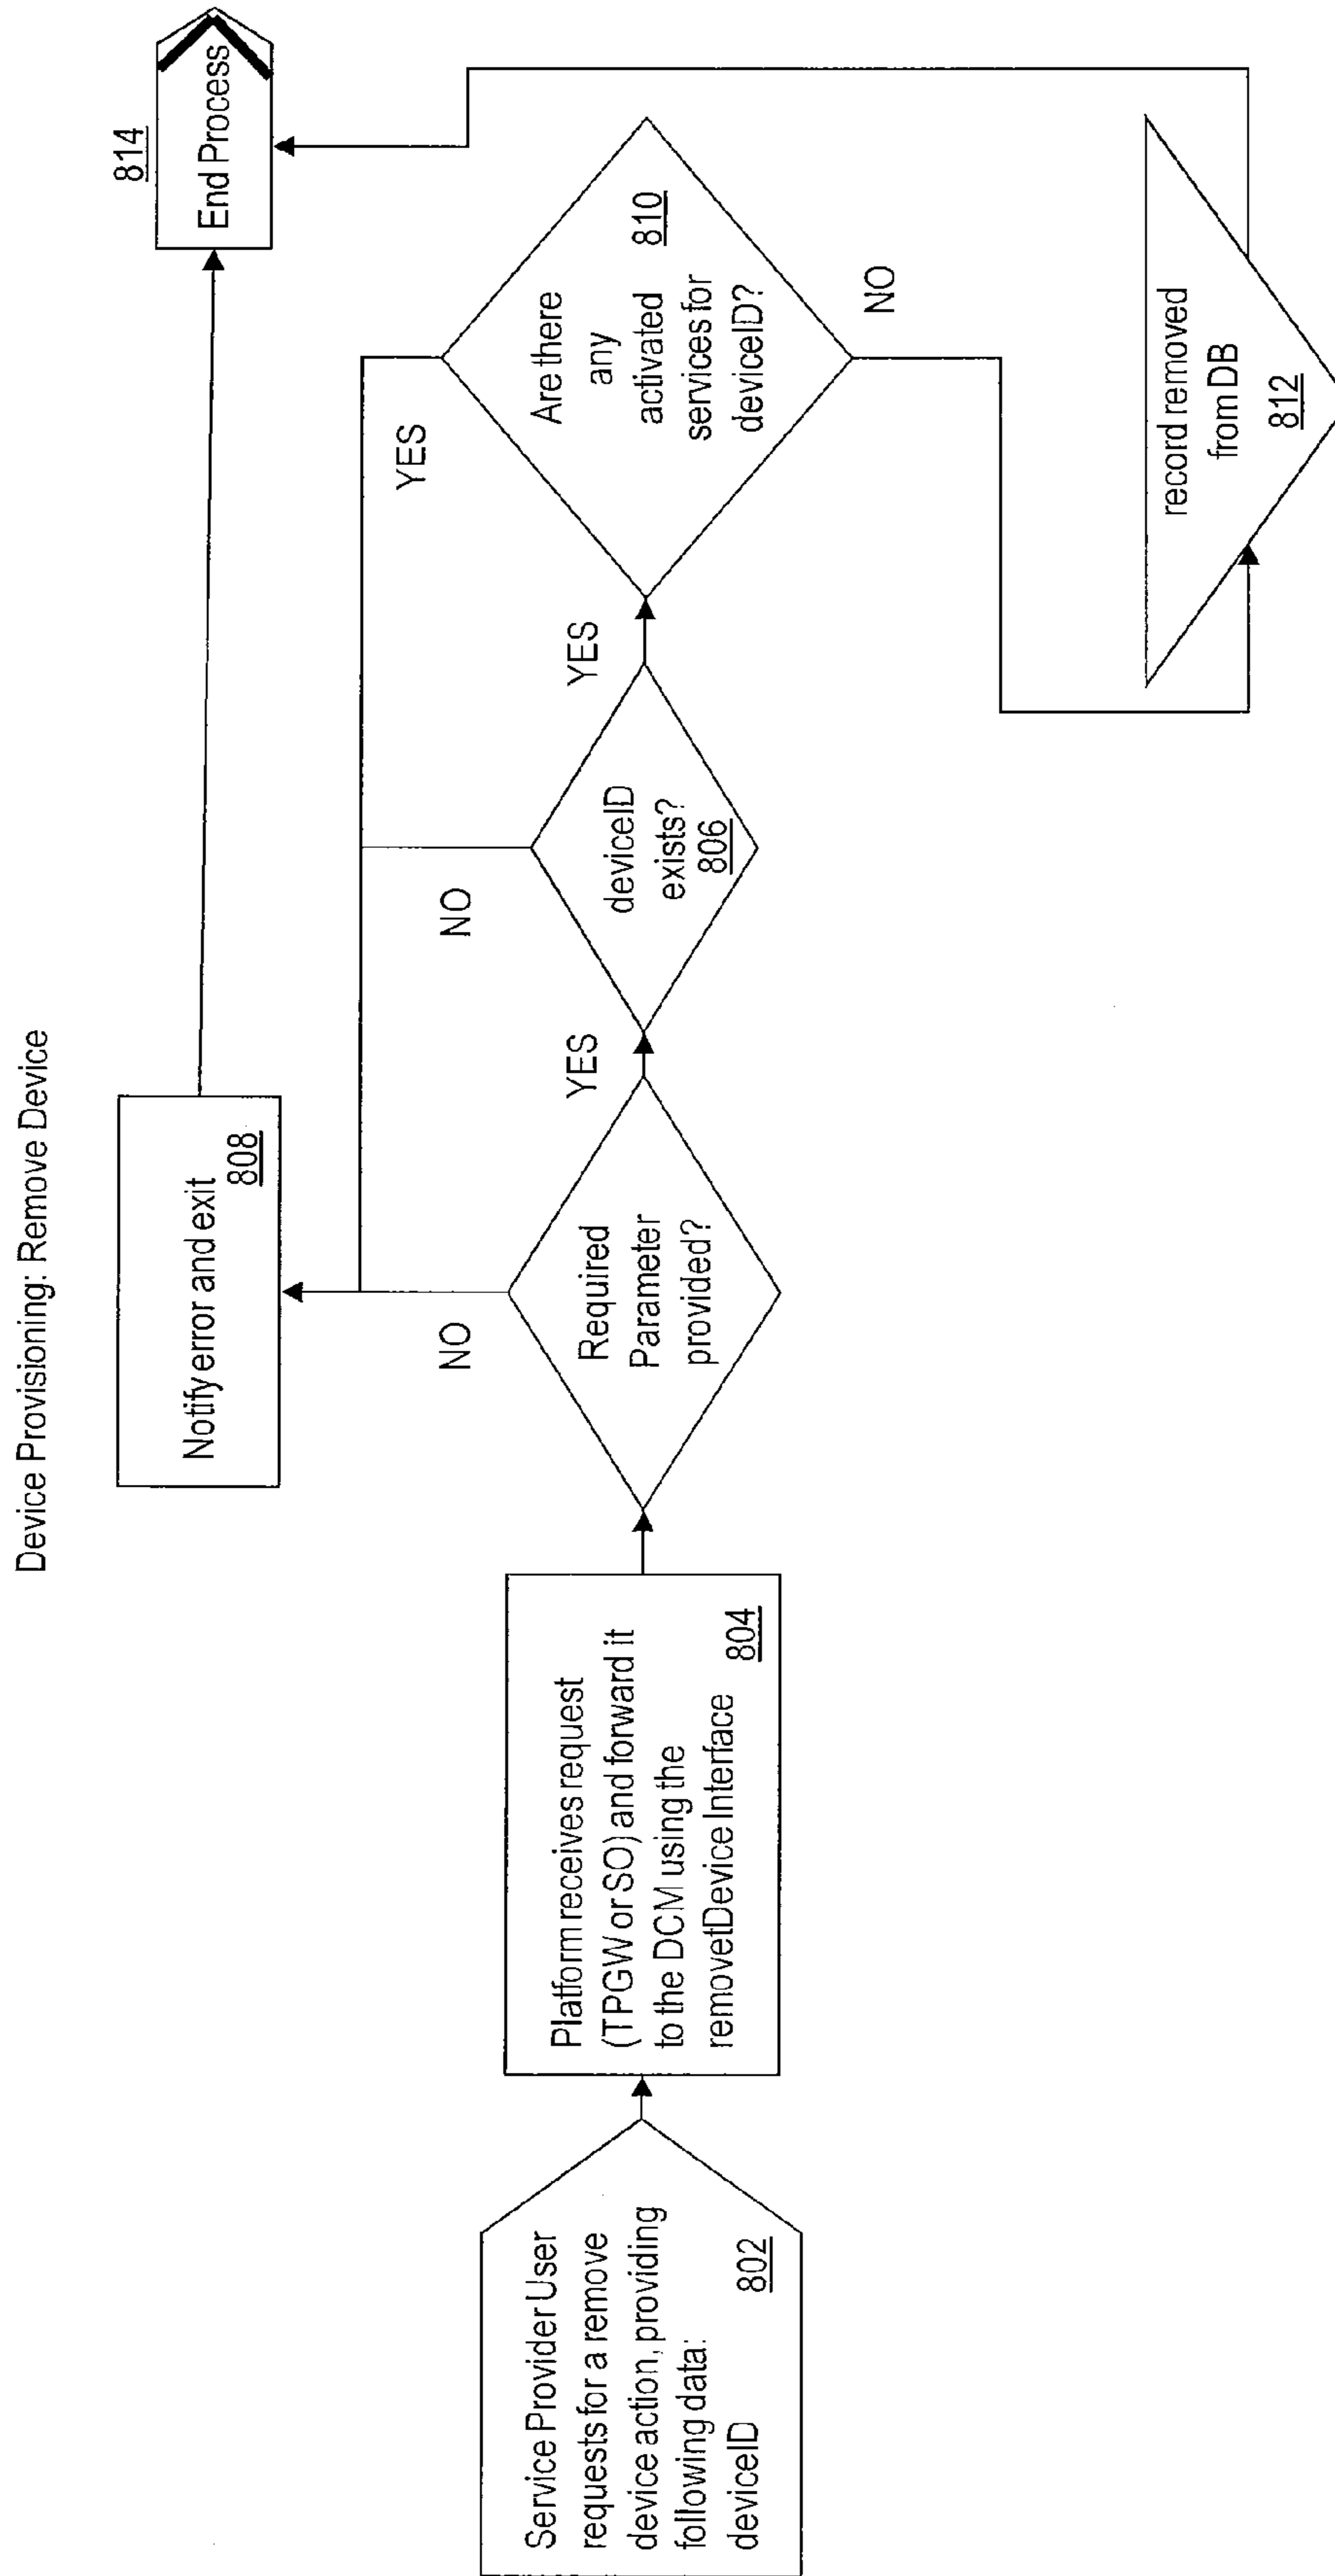 Device Provisioning: Remove Device
Service Provider User
requests for a remove
device action, providing
following data:
deviceID
802
Platform receives request
(TPGW or SO) and forward it
to the DCM using the
removetDevice Interface
804
Required
Parameter
provided?
NO
YES
deviceID
exists?
806
NO
YES
Are there
any
activated
services for
deviceID?
810
YES
NO
Notify error and exit
808
record removed
from DB
812
End Process
814